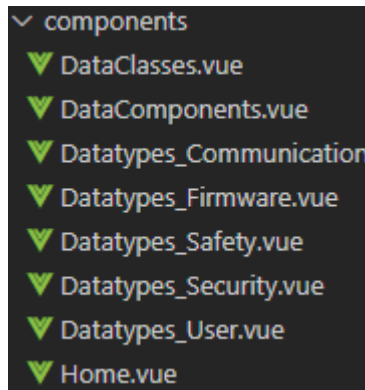 components
DataClasses.vue
DataComponents.vue
Datatypes_Communication
Datatypes_Firmware.vue
Datatypes_Safety.vue
Datatypes_Security.vue
Datatypes_User.vue
Home.vue